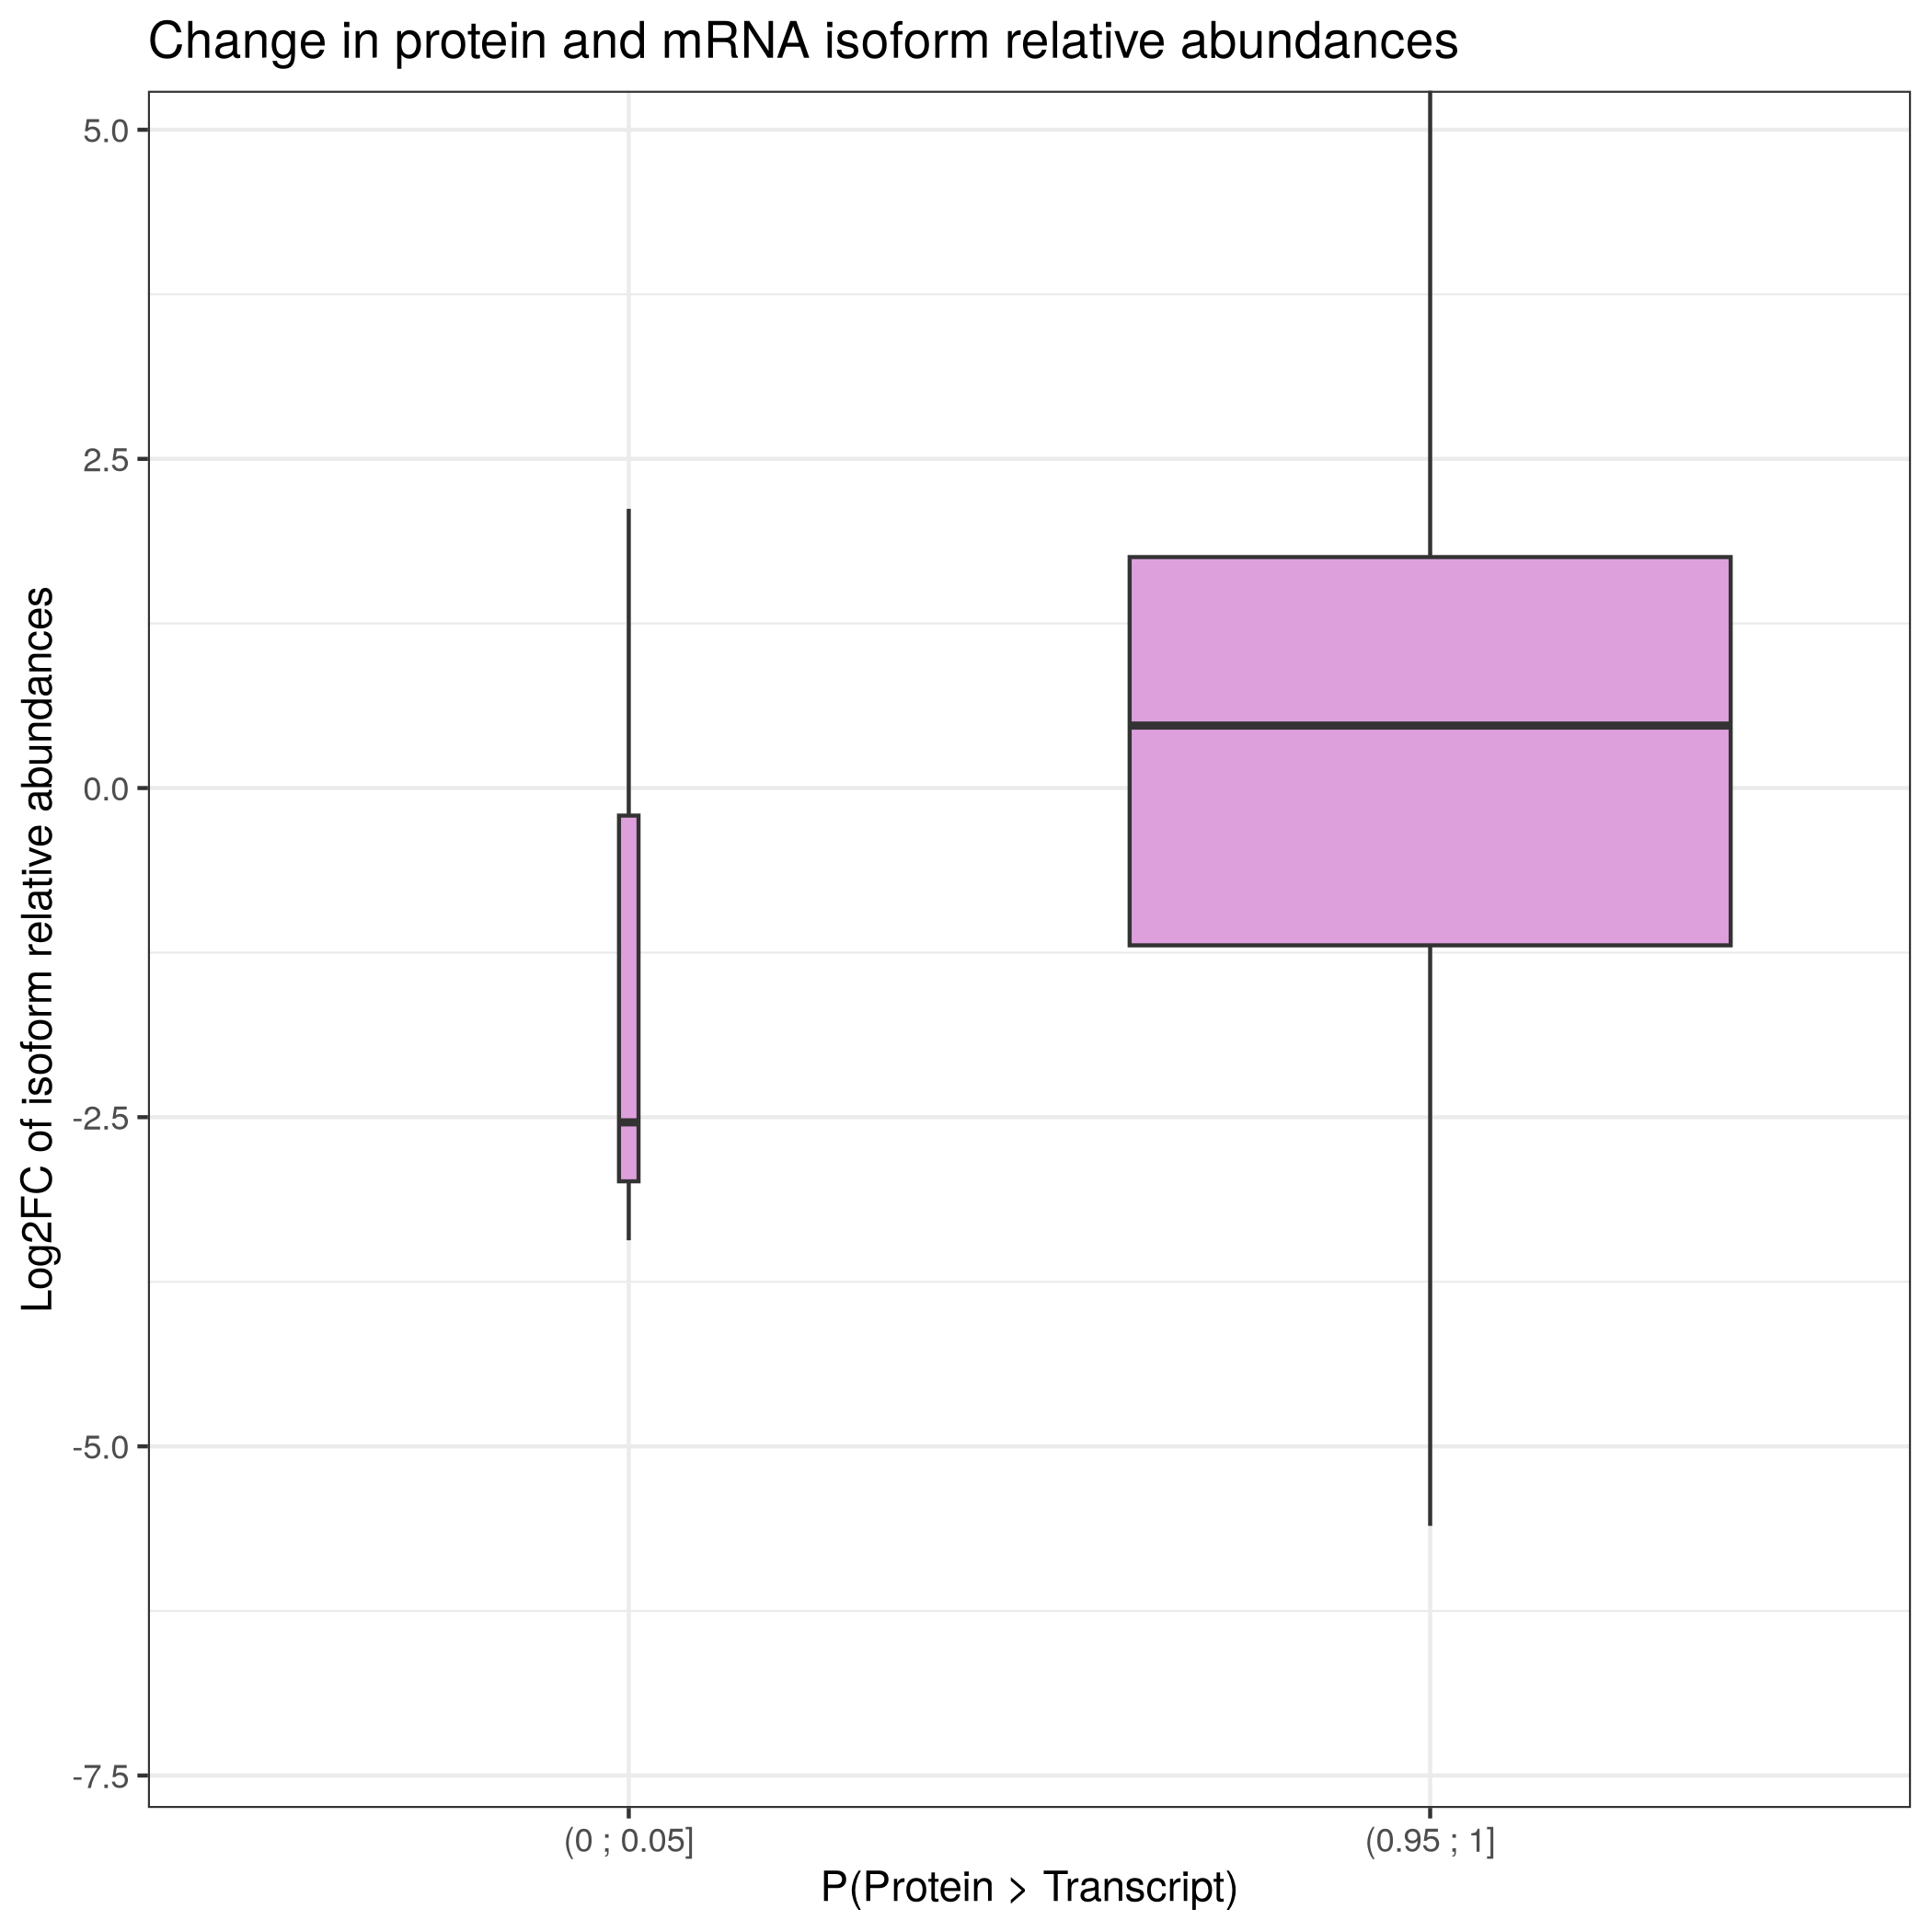 Change in protein and mRNA isoform relative abundances
Log2FC of isoform relative abundances
5.0
2.5
0.0
-2.5
-5.0
-7.5
(0 ; 0.05]
(0.95 ; 1]
P(Protein > Transcript)